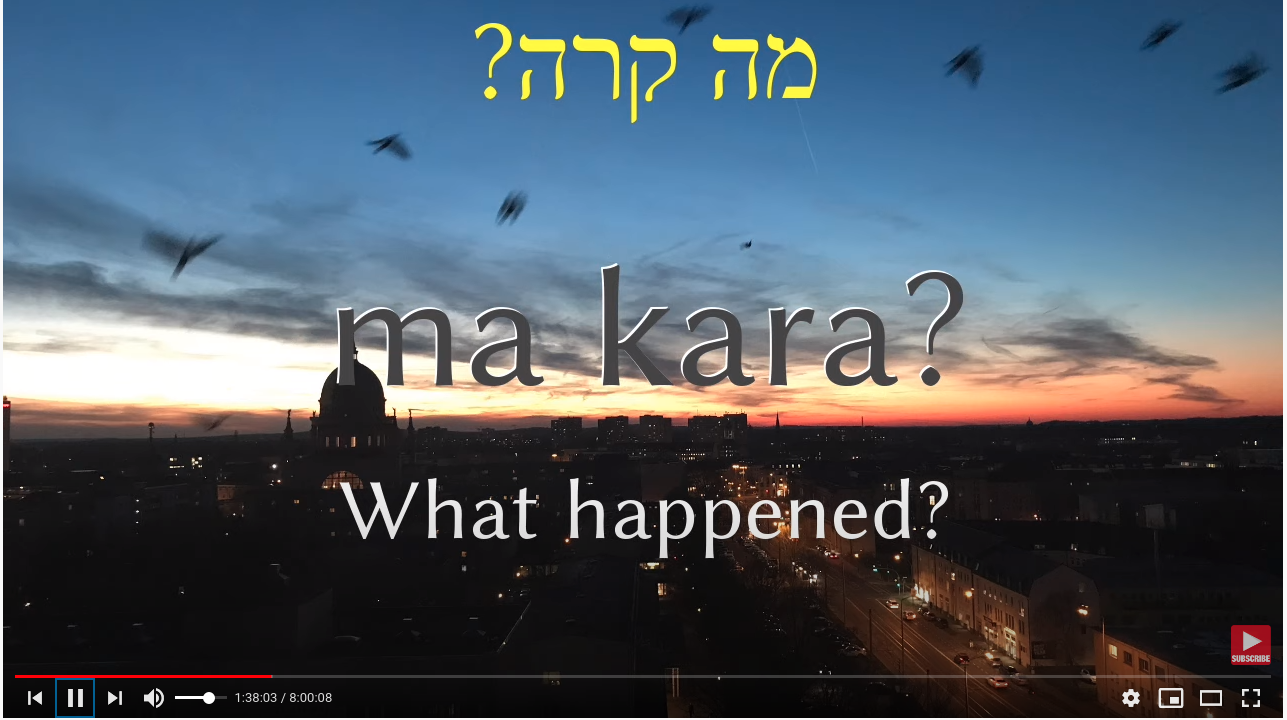 מה קרה?
ma kara?
What happened?
SUBSCRIBE
1:38:03 / 8:00:08